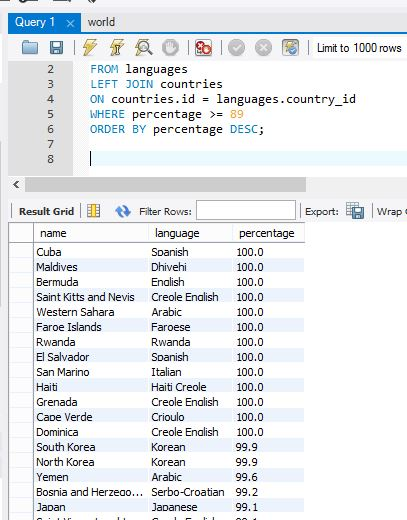 Query 1 world
Limit to 1000 rows
2 FROM languages
3 LEFT JOIN countries
4 ON countries.id = languages.country_id
5 WHERE percentage >= 89
6 ORDER BY percentage DESC;
7
8
Result Grid Filter Rows: Export: Wrap
name language percentage
Cuba Spanish 100.0
Maldives Dhivehi 100.0
Bermuda English 100.0
Saint Kitts and Nevis Creole English 100.0
Western Sahara Arabic 100.0
Faroe Islands Faroese 100.0
Rwanda Rwanda 100.0
El Salvador Spanish 100.0
San Marino Italian 100.0
Haiti Haiti Creole 100.0
Grenada Creole English 100.0
Cape Verde Crioulo 100.0
Dominica Creole English 100.0
South Korea Korean 99.9
North Korea Korean 99.9
Yemen Arabic 99.6
Bosnia and Herzego... Serbo-Croatian 99.2
Japan Japanese 99.1